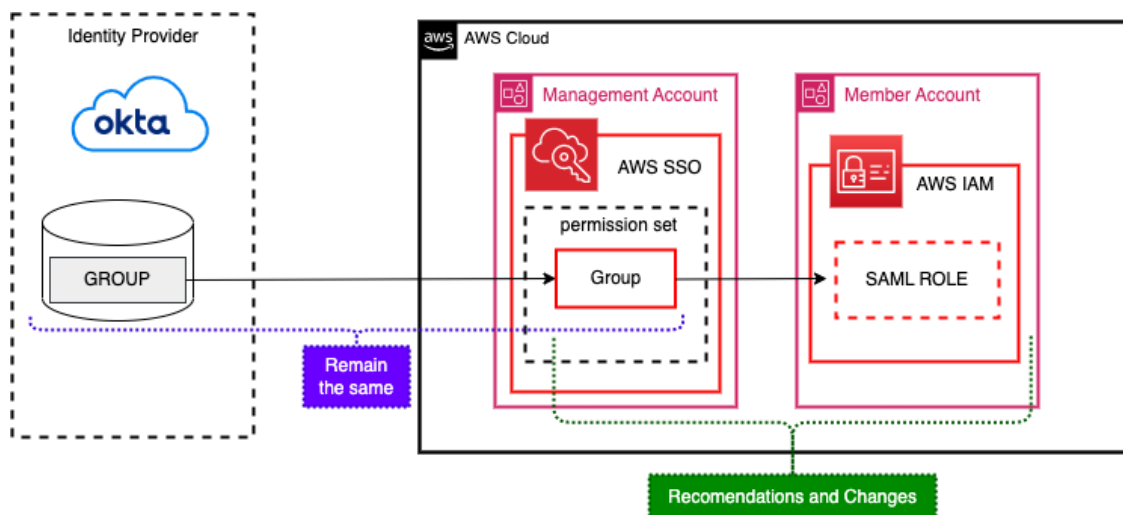 Identity Provider
okta
GROUP
aws
AWS Cloud
Management Account
AWS SSO
permission set
Group
Member Account
AWS IAM
SAML ROLE
Remain
the same
Recomendations and Changes